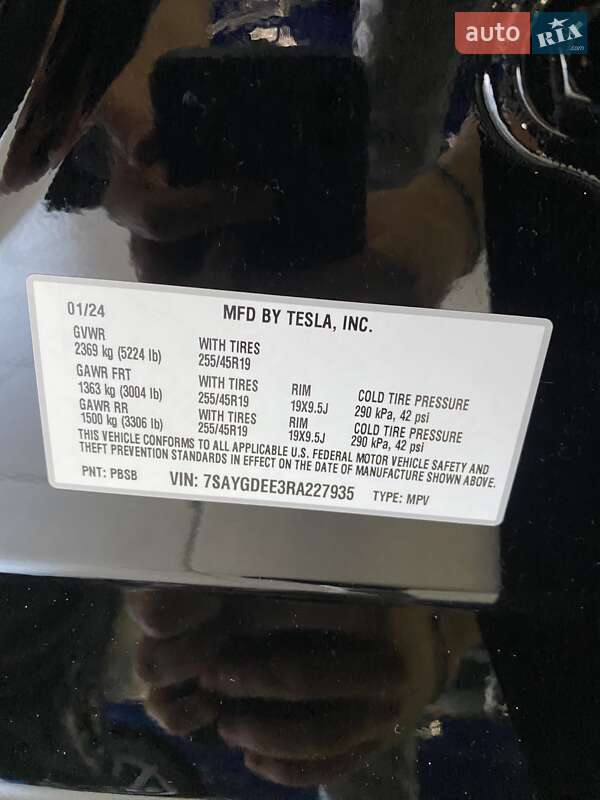 auto RIA
.com
01/24 MFD BY TESLA, INC.
GVWR
2369 kg (5224 lb) WITH TIRES 255/45R19
GAWR FRT
1363 kg (3004 lb) WITH TIRES 255/45R19 RIM 19X9.5J COLD TIRE PRESSURE 290 kPa, 42 psi
GAWR RR
1500 kg (3306 lb) WITH TIRES 255/45R19 RIM 19X9.5J COLD TIRE PRESSURE 290 kPa, 42 psi
THIS VEHICLE CONFORMS TO ALL APPLICABLE U.S. FEDERAL MOTOR VEHICLE SAFETY AND
THEFT PREVENTION STANDARDS IN EFFECT ON THE DATE OF MANUFACTURE SHOWN ABOVE.
PNT: PBSB VIN: 7SAYGDEE3RA227935 TYPE: MPV